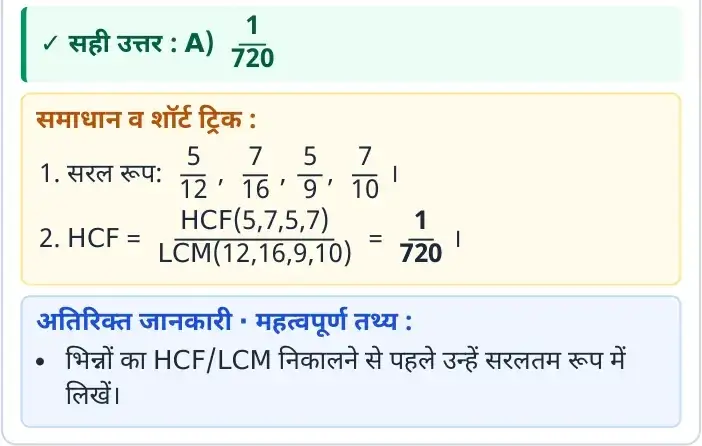 ✓ सही उत्तर : A) 1/720
समाधान व शॉर्ट ट्रिक :
1. सरल रूप: 5/12 , 7/16 , 5/9 , 7/10 ।
2. HCF = HCF(5,7,5,7)/LCM(12,16,9,10) = 1/720 ।
अतिरिक्त जानकारी · महत्वपूर्ण तथ्य :
• भिन्नों का HCF/LCM निकालने से पहले उन्हें सरलतम रूप में
लिखें।